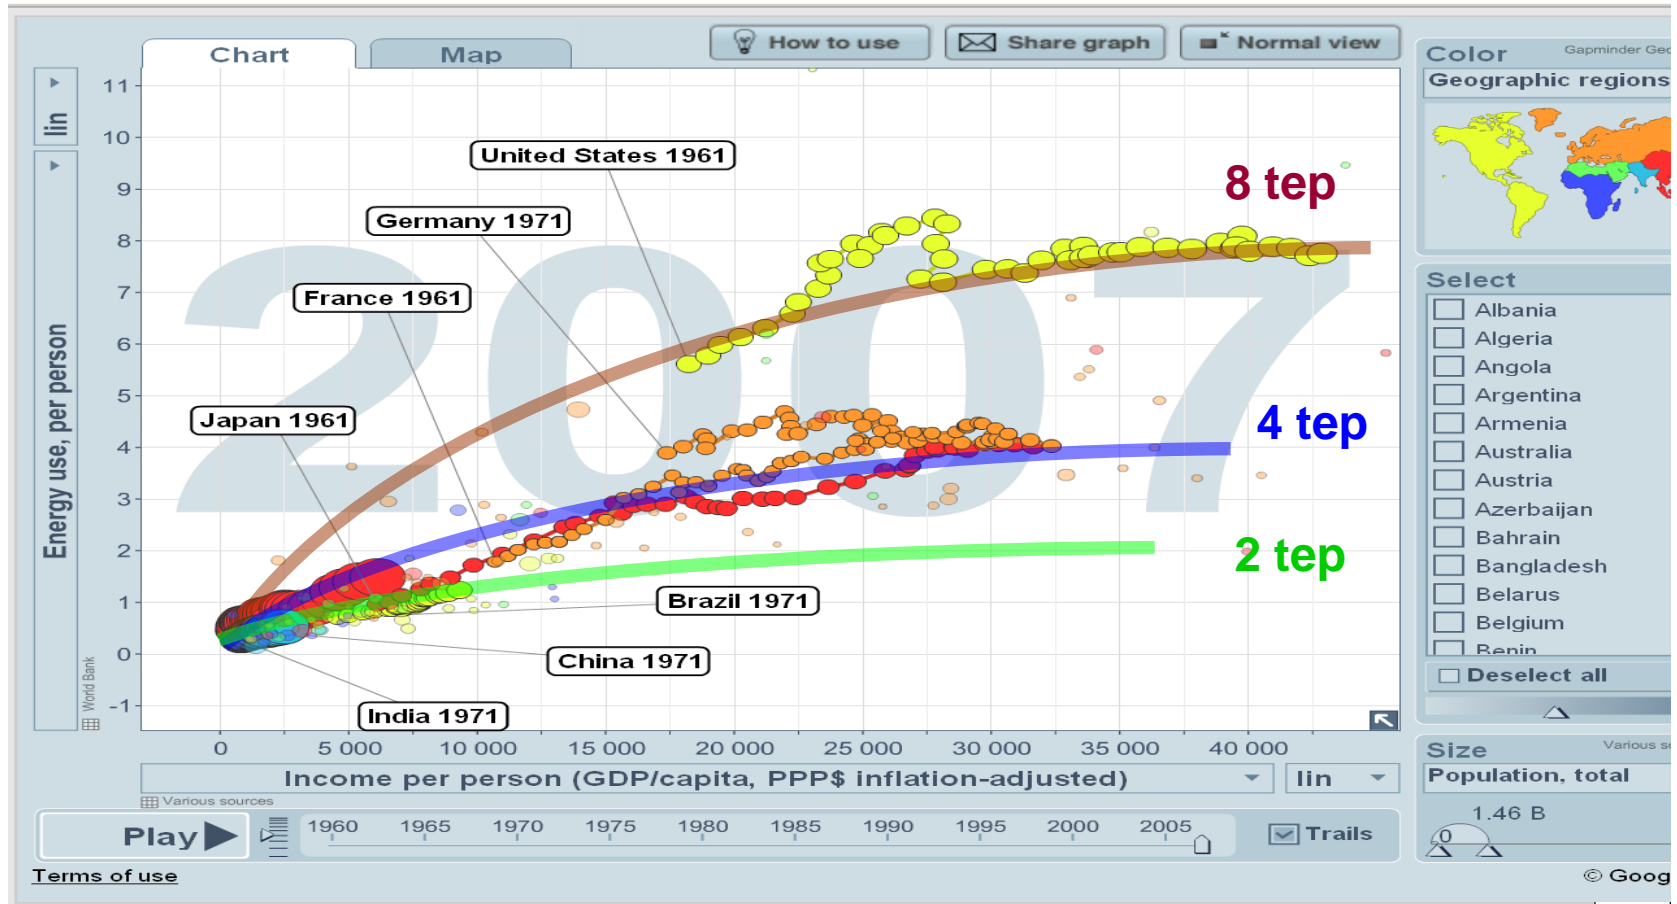 Chart
Map
How to use
Share graph
Normal view
lin
Energy use, per person
World Bank
11
10
9
8
7
6
5
4
3
2
1
0
-1
2007
United States 1961
Germany 1971
France 1961
Japan 1961
Brazil 1971
China 1971
India 1971
8 tep
4 tep
2 tep
0
5 000
10 000
15 000
20 000
25 000
30 000
35 000
40 000
Income per person (GDP/capita, PPP$ inflation-adjusted)
lin
Various sources
Play
1960
1965
1970
1975
1980
1985
1990
1995
2000
2005
Trails
Terms of use
Color
Gapminder Geo
Geographic regions
Select
Albania
Algeria
Angola
Argentina
Armenia
Australia
Austria
Azerbaijan
Bahrain
Bangladesh
Belarus
Belgium
Benin
Deselect all
Size
Various so
Population, total
1.46 B
0
© Goog